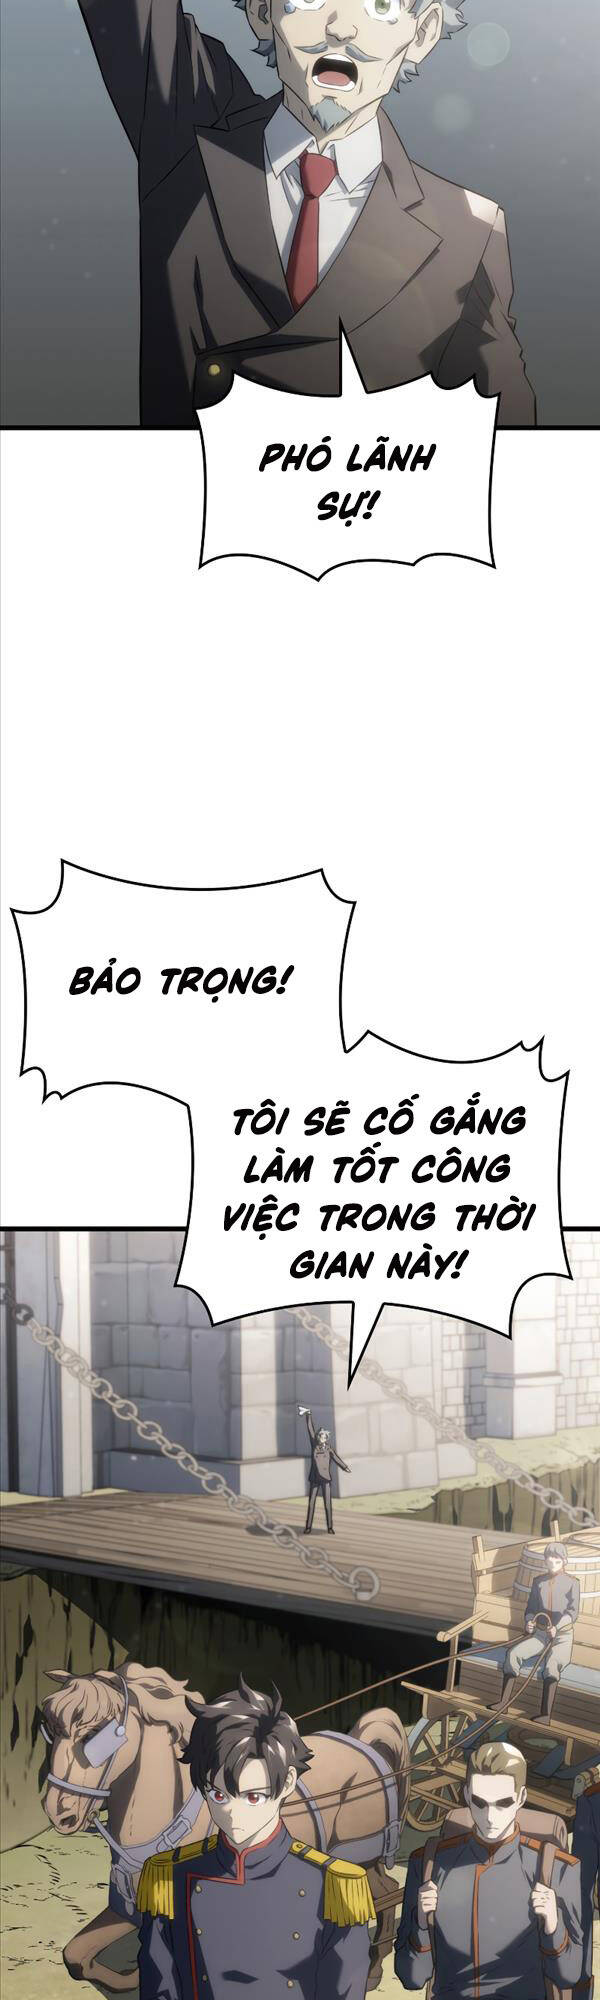 PHÓ LÃNH
SỰ!
BẢO TRỌNG!
TÔI SẼ CỐ GẮNG
LÀM TỐT CÔNG
VIỆC TRONG THỜI
GIAN NÀY!